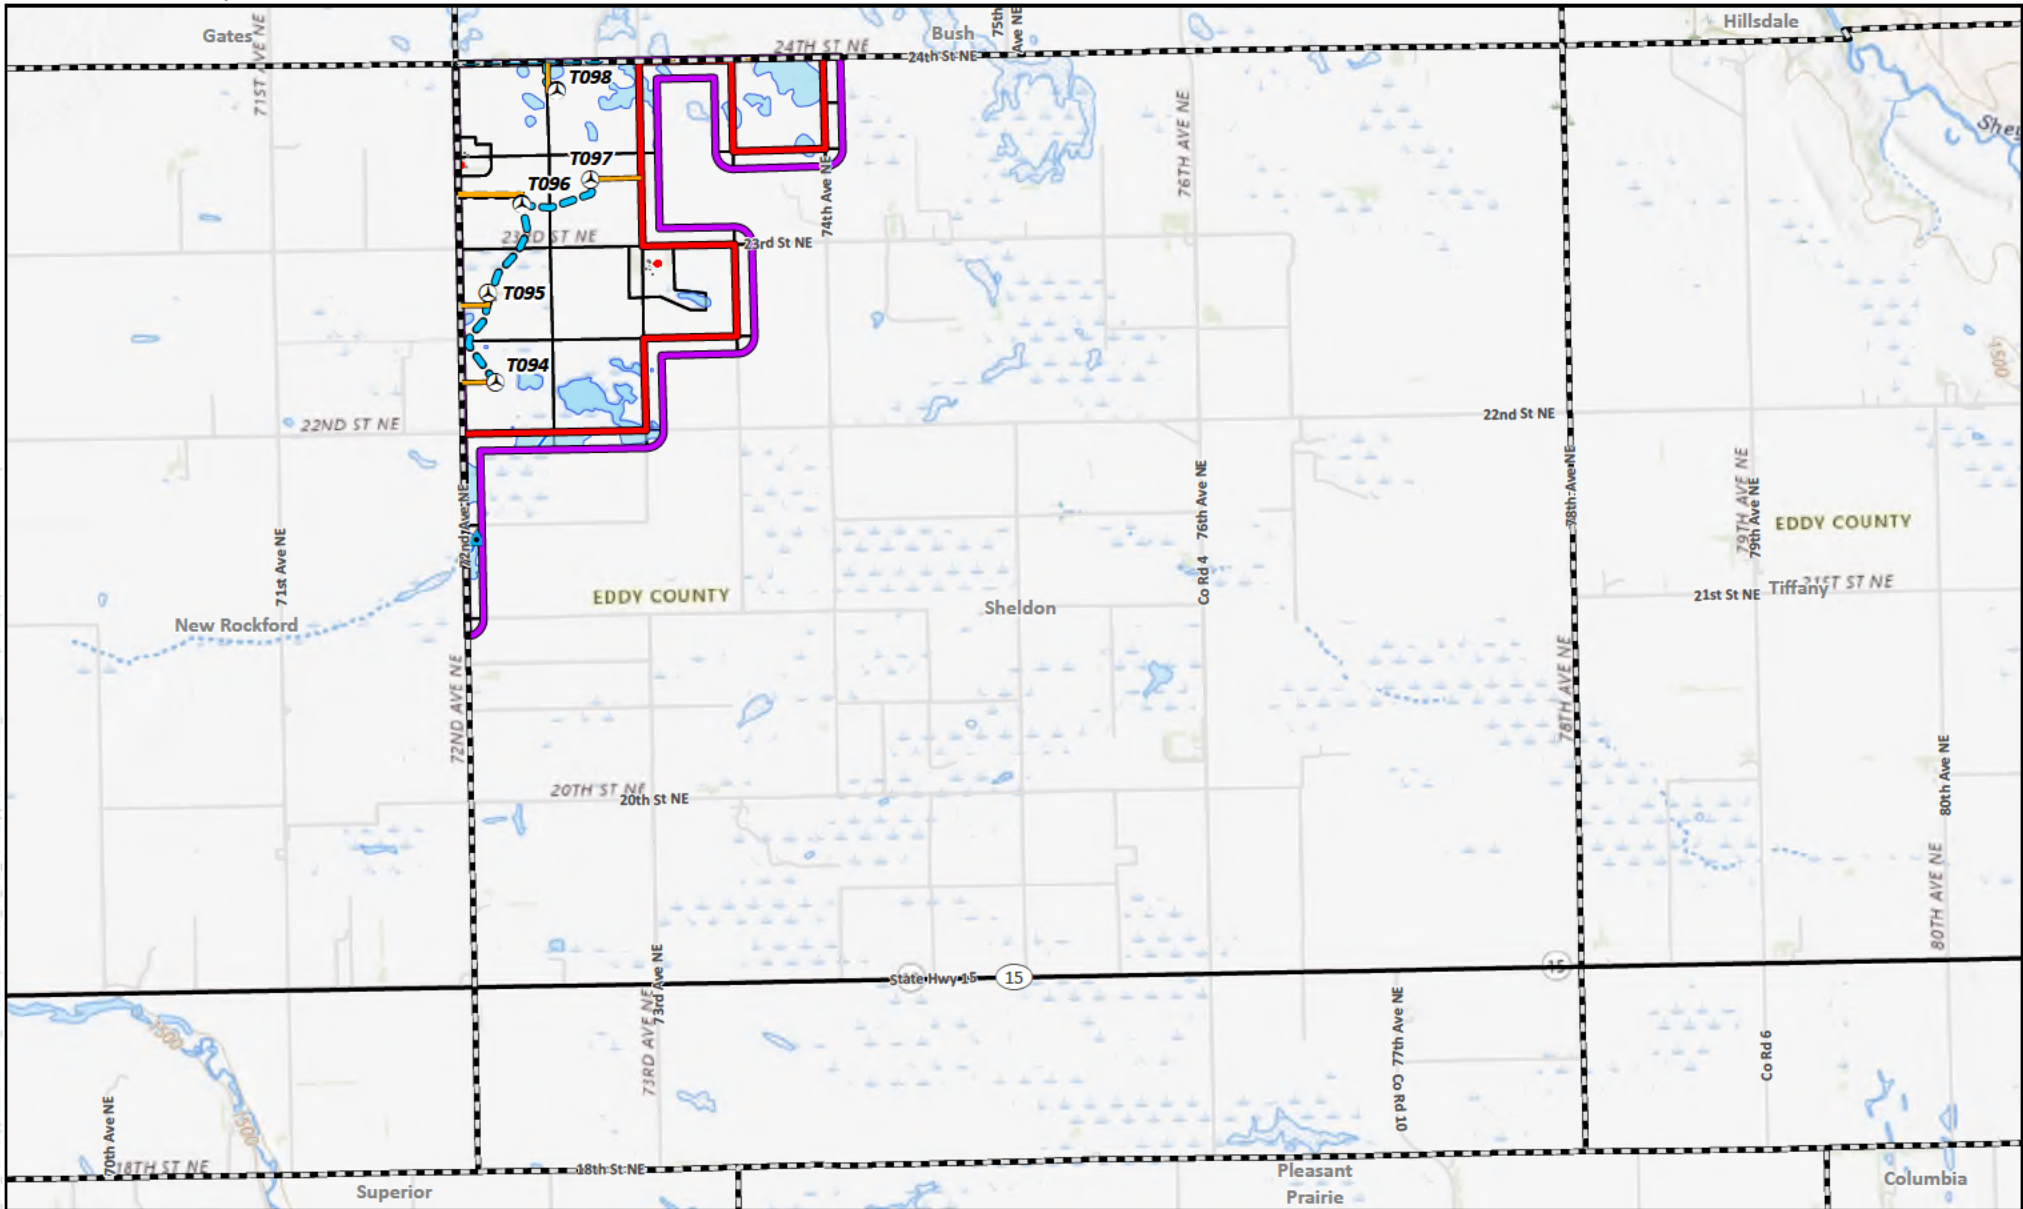 Gates
71ST AVE NE
Bush
75th
Ave NE
Hillsdale
24TH ST NE
24th St NE
T098
76TH AVE NE
T097
T096
74th Ave NE
23RD ST NE
23rd St NE
T095
T094
1500
22ND ST NE
22nd St NE
72nd Ave NE
71st Ave NE
76th Ave NE
Co Rd 4
78th Ave NE
79TH AVE NE
79th Ave NE
EDDY COUNTY
EDDY COUNTY
Sheldon
21st St NE
21ST ST NE
Tiffany
New Rockford
72ND AVE NE
78TH AVE NE
20TH ST NE
20th St NE
80th Ave NE
80TH AVE NE
State Hwy 15
15
15
73rd Ave NE
73RD AVE NE
77th Ave NE
Co Rd 10
Co Rd 6
1500
1500
70th Ave NE
18TH ST NE
18th St NE
Superior
Pleasant
Prairie
Columbia